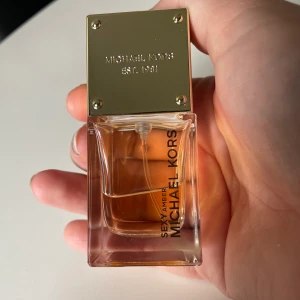 MICHAEL KORS
EST. 1981
SEXY AMBER
MICHAEL KORS